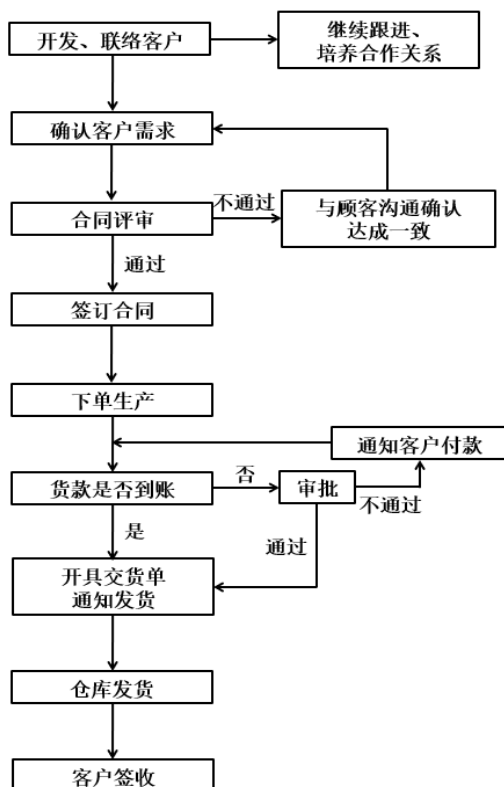 开发、联络客户
继续跟进、
培养合作关系
确认客户需求
合同评审
不通过
与顾客沟通确认
达成一致
通过
签订合同
下单生产
通知客户付款
货款是否到账
否
审批
不通过
是
通过
开具交货单
通知发货
仓库发货
客户签收